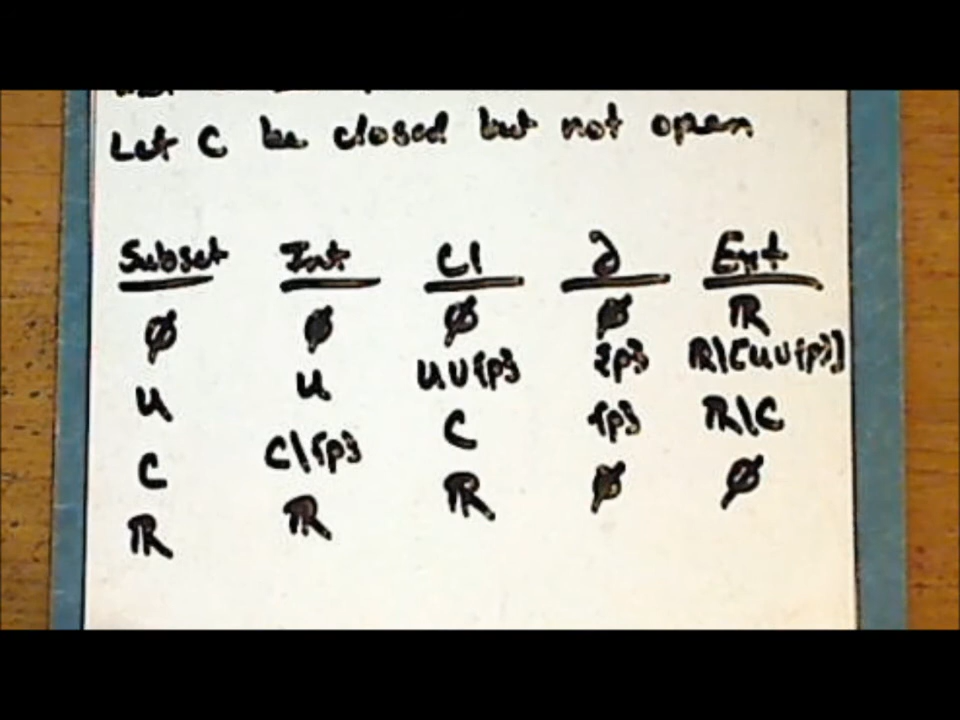 Let C be closed but not open
Subset Int Cl ∂ Ext
∅ ∅ ∅ ∅ ℝ
U U U∪{p} {p} ℝ\[U∪{p}]
C C\{p} C {p} ℝ\C
ℝ ℝ ℝ ∅ ∅